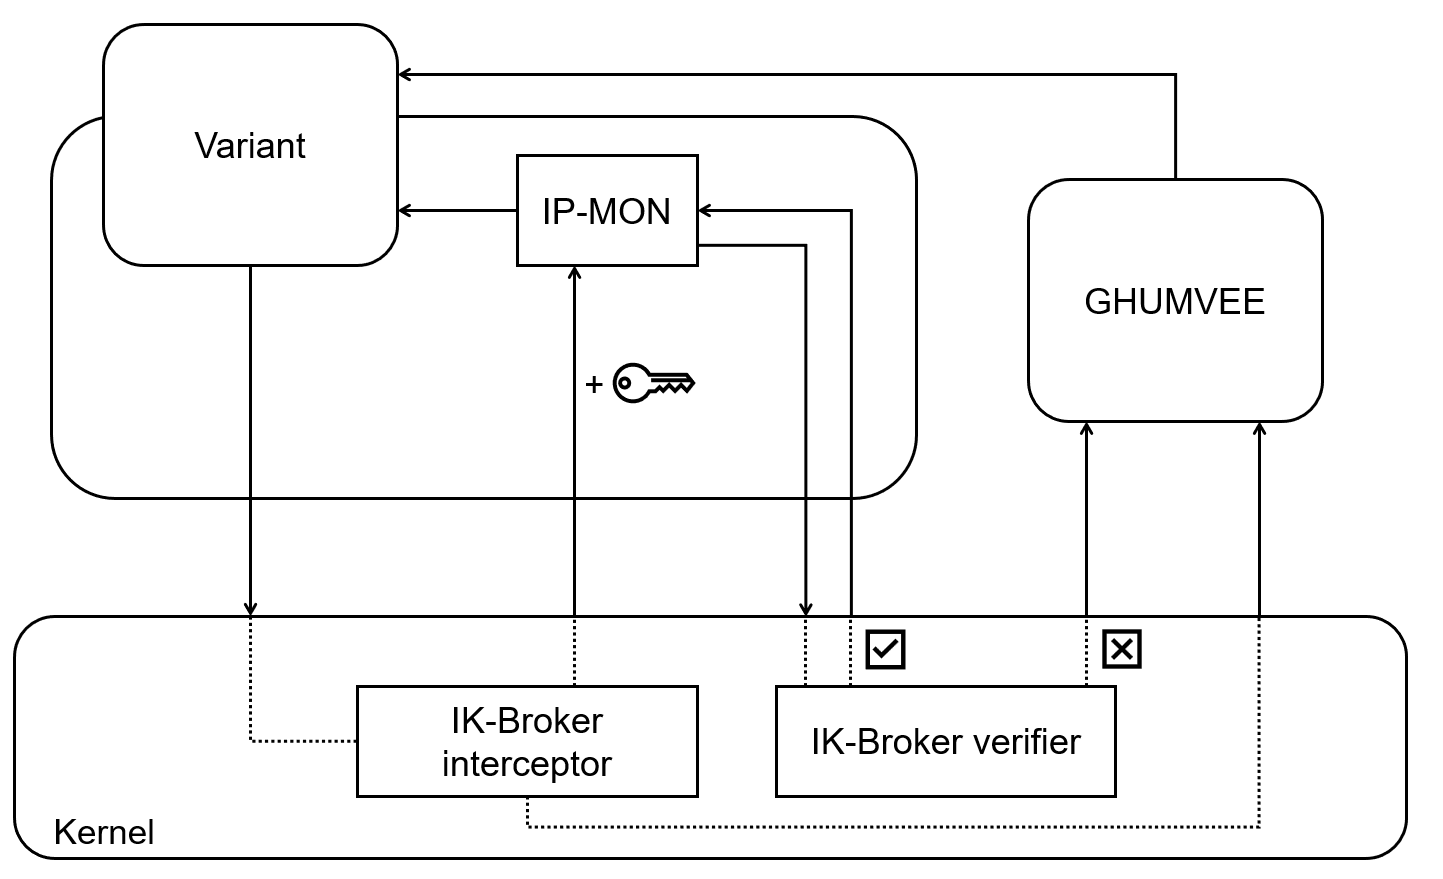 Variant
IP-MON
GHUMVEE
+
IK-Broker
interceptor
IK-Broker verifier
Kernel